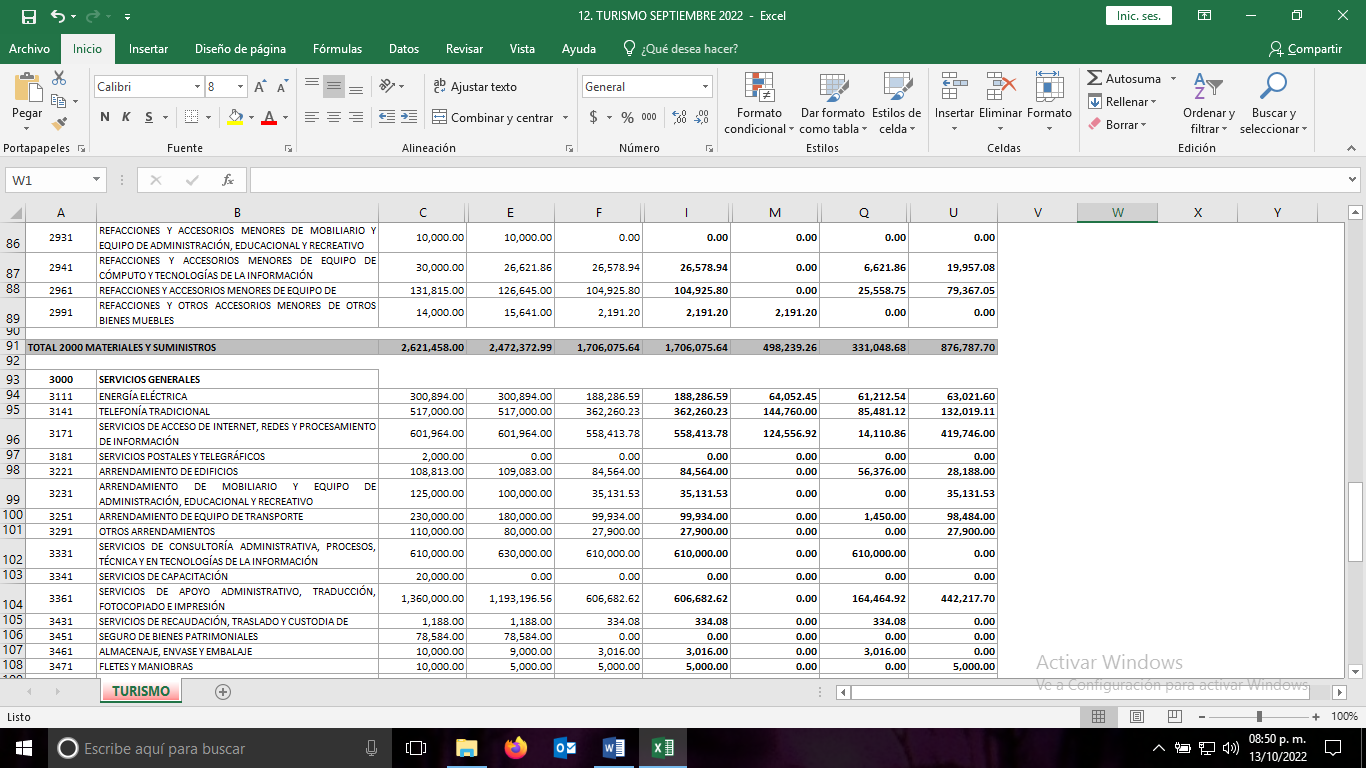 12. TURISMO SEPTIEMBRE 2022 - Excel
Inic. ses.
Archivo Inicio Insertar Diseño de página Fórmulas Datos Revisar Vista Ayuda ¿Qué desea hacer? Compartir
Pegar
Calibri 8
N K S
Ajustar texto
Combinar y centrar
General
$ % 000
Formato condicional
Dar formato como tabla
Estilos de celda
Insertar Eliminar Formato
Autosuma
Rellenar
Borrar
Ordenar y filtrar
Buscar y seleccionar
Portapapeles Fuente Alineación Número Estilos Celdas Edición
W1 fx
A B C E F I M Q U V W X Y
86 2931 REFACCIONES Y ACCESORIOS MENORES DE MOBILIARIO Y EQUIPO DE ADMINISTRACIÓN, EDUCACIONAL Y RECREATIVO 10,000.00 10,000.00 0.00 0.00 0.00 0.00 0.00
87 2941 REFACCIONES Y ACCESORIOS MENORES DE EQUIPO DE CÓMPUTO Y TECNOLOGÍAS DE LA INFORMACIÓN 30,000.00 26,621.86 26,578.94 26,578.94 0.00 6,621.86 19,957.08
88 2961 REFACCIONES Y ACCESORIOS MENORES DE EQUIPO DE 131,815.00 126,645.00 104,925.80 104,925.80 0.00 25,558.75 79,367.05
89 2991 REFACCIONES Y OTROS ACCESORIOS MENORES DE OTROS BIENES MUEBLES 14,000.00 15,641.00 2,191.20 2,191.20 2,191.20 0.00 0.00
90
91 TOTAL 2000 MATERIALES Y SUMINISTROS 2,621,458.00 2,472,372.99 1,706,075.64 1,706,075.64 498,239.26 331,048.68 876,787.70
92
93 3000 SERVICIOS GENERALES
94 3111 ENERGÍA ELÉCTRICA 300,894.00 300,894.00 188,286.59 188,286.59 64,052.45 61,212.54 63,021.60
95 3141 TELEFONÍA TRADICIONAL 517,000.00 517,000.00 362,260.23 362,260.23 144,760.00 85,481.12 132,019.11
96 3171 SERVICIOS DE ACCESO DE INTERNET, REDES Y PROCESAMIENTO DE INFORMACIÓN 601,964.00 601,964.00 558,413.78 558,413.78 124,556.92 14,110.86 419,746.00
97 3181 SERVICIOS POSTALES Y TELEGRÁFICOS 2,000.00 0.00 0.00 0.00 0.00 0.00 0.00
98 3221 ARRENDAMIENTO DE EDIFICIOS 108,813.00 109,083.00 84,564.00 84,564.00 0.00 56,376.00 28,188.00
99 3231 ARRENDAMIENTO DE MOBILIARIO Y EQUIPO DE ADMINISTRACIÓN, EDUCACIONAL Y RECREATIVO 125,000.00 100,000.00 35,131.53 35,131.53 0.00 0.00 35,131.53
100 3251 ARRENDAMIENTO DE EQUIPO DE TRANSPORTE 230,000.00 180,000.00 99,934.00 99,934.00 0.00 1,450.00 98,484.00
101 3291 OTROS ARRENDAMIENTOS 110,000.00 80,000.00 27,900.00 27,900.00 0.00 0.00 27,900.00
102 3331 SERVICIOS DE CONSULTORÍA ADMINISTRATIVA, PROCESOS, TÉCNICA Y EN TECNOLOGÍAS DE LA INFORMACIÓN 610,000.00 630,000.00 610,000.00 610,000.00 0.00 610,000.00 0.00
103 3341 SERVICIOS DE CAPACITACIÓN 20,000.00 0.00 0.00 0.00 0.00 0.00 0.00
104 3361 SERVICIOS DE APOYO ADMINISTRATIVO, TRADUCCIÓN, FOTOCOPIADO E IMPRESIÓN 1,360,000.00 1,193,196.56 606,682.62 606,682.62 0.00 164,464.92 442,217.70
105 3431 SERVICIOS DE RECAUDACIÓN, TRASLADO Y CUSTODIA DE 1,188.00 1,188.00 334.08 334.08 0.00 334.08 0.00
106 3451 SEGURO DE BIENES PATRIMONIALES 78,584.00 78,584.00 0.00 0.00 0.00 0.00 0.00
107 3461 ALMACENAJE, ENVASE Y EMBALAJE 10,000.00 9,000.00 3,016.00 3,016.00 0.00 3,016.00 0.00
108 3471 FLETES Y MANIOBRAS 10,000.00 5,000.00 5,000.00 5,000.00 0.00 0.00 5,000.00
Activar Windows
Ve a Configuración para activar Windows.
TURISMO
Listo
100%
Escribe aquí para buscar
08:50 p. m.
13/10/2022